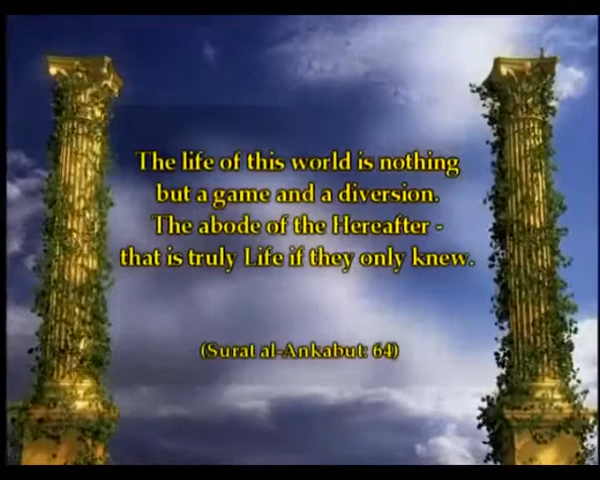 The life of this world is nothing
but a game and a diversion.
The abode of the Hereafter -
that is truly Life if they only knew.
(Surat al-Ankabut: 64)